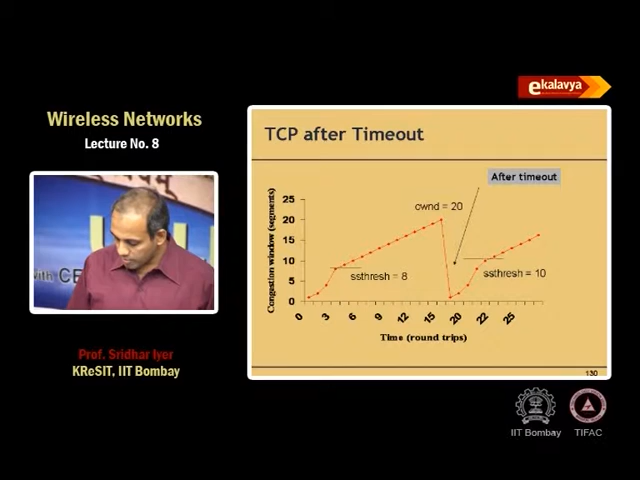 ekalavya
Wireless Networks
Lecture No. 8
TCP after Timeout
After timeout
cwnd = 20
ssthresh = 8
ssthresh = 10
Congestion window (segments)
25
20
15
10
5
0
0
3
6
9
12
15
20
22
25
Time (round trips)
130
with
Prof. Sridhar Iyer
KReSIT, IIT Bombay
IIT Bombay
TIFAC